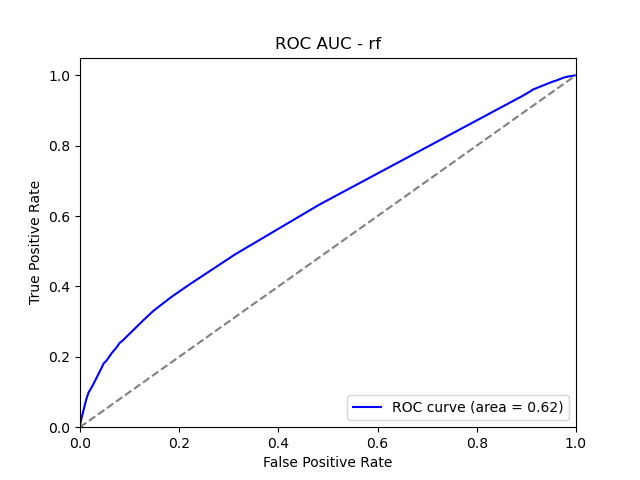 ROC AUC - rf
True Positive Rate
1.0
0.8
0.6
0.4
0.2
0.0
ROC curve (area = 0.62)
0.0 0.2 0.4 0.6 0.8 1.0
False Positive Rate